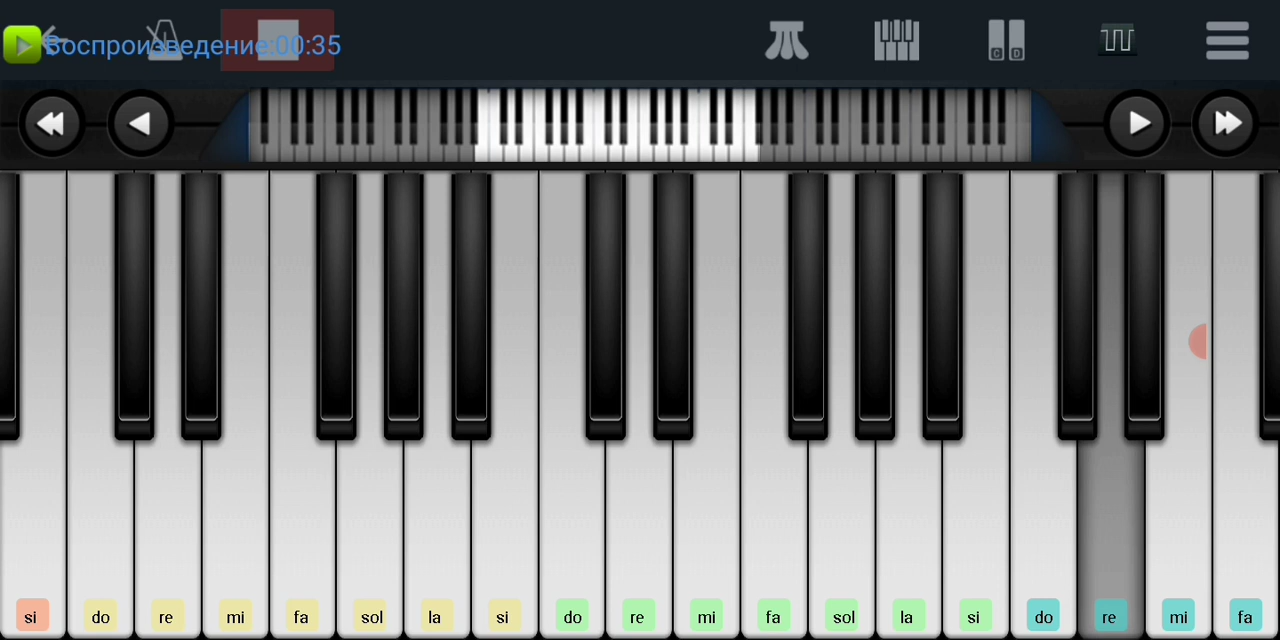 Воспроизведение:00:35
C D
si do re mi fa sol la si do re mi fa sol la si do re mi fa